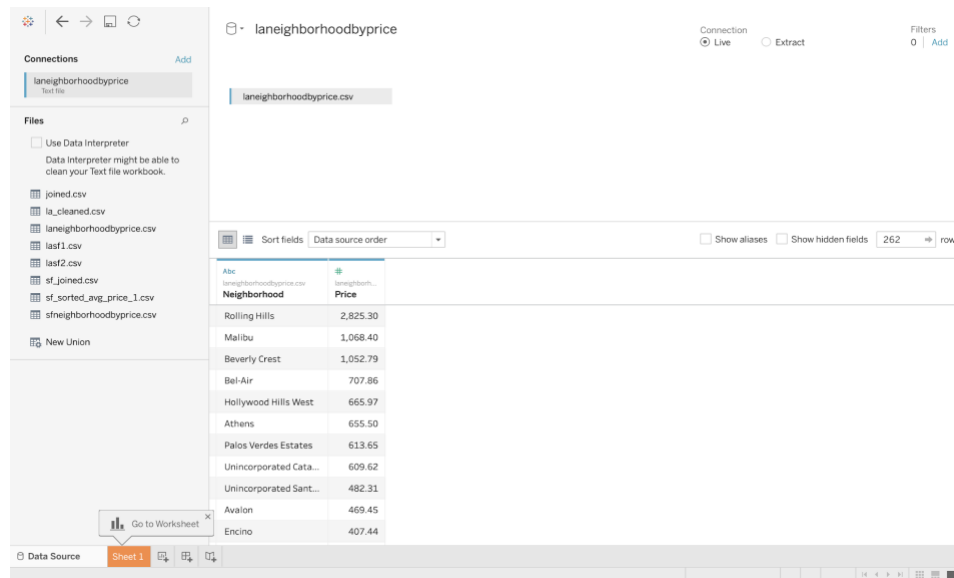 laneighborhoodbyprice
Connection
Live
Extract
Filters
0
Add
Connections
Add
laneighborhoodbyprice
Text file
Files
Use Data Interpreter
Data Interpreter might be able to
clean your Text file workbook.
joined.csv
la_cleaned.csv
laneighborhoodbyprice.csv
lasf1.csv
lasf2.csv
sf_joined.csv
sf_sorted_avg_price_1.csv
sfneighborhoodbyprice.csv
New Union
laneighborhoodbyprice.csv
Sort fields Data source order
Show aliases
Show hidden fields
262
row
Abc #
laneighborhoodbyprice.csv laneighborh...
Neighborhood Price
Rolling Hills 2,825.30
Malibu 1,068.40
Beverly Crest 1,052.79
Bel-Air 707.86
Hollywood Hills West 665.97
Athens 655.50
Palos Verdes Estates 613.65
Unincorporated Cata... 609.62
Unincorporated Sant... 482.31
Avalon 469.45
Encino 407.44
Go to Worksheet
Data Source
Sheet 1